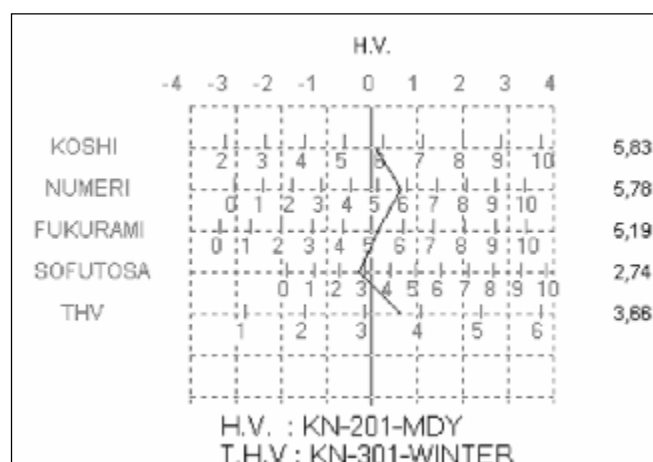 H.V.
-4 -3 -2 -1 0 1 2 3 4
KOSHI 5,83
2 3 4 5 6 7 8 9 10
NUMERI 5,78
0 1 2 3 4 5 6 7 8 9 10
FUKURAMI 5,19
0 1 2 3 4 5 6 7 8 9 10
SOFUTOSA 2,74
0 1 2 3 4 5 6 7 8 9 10
THV 3,66
1 2 3 4 5 6
H.V. : KN-201-MDY
T.H.V : KN-301-WINTER